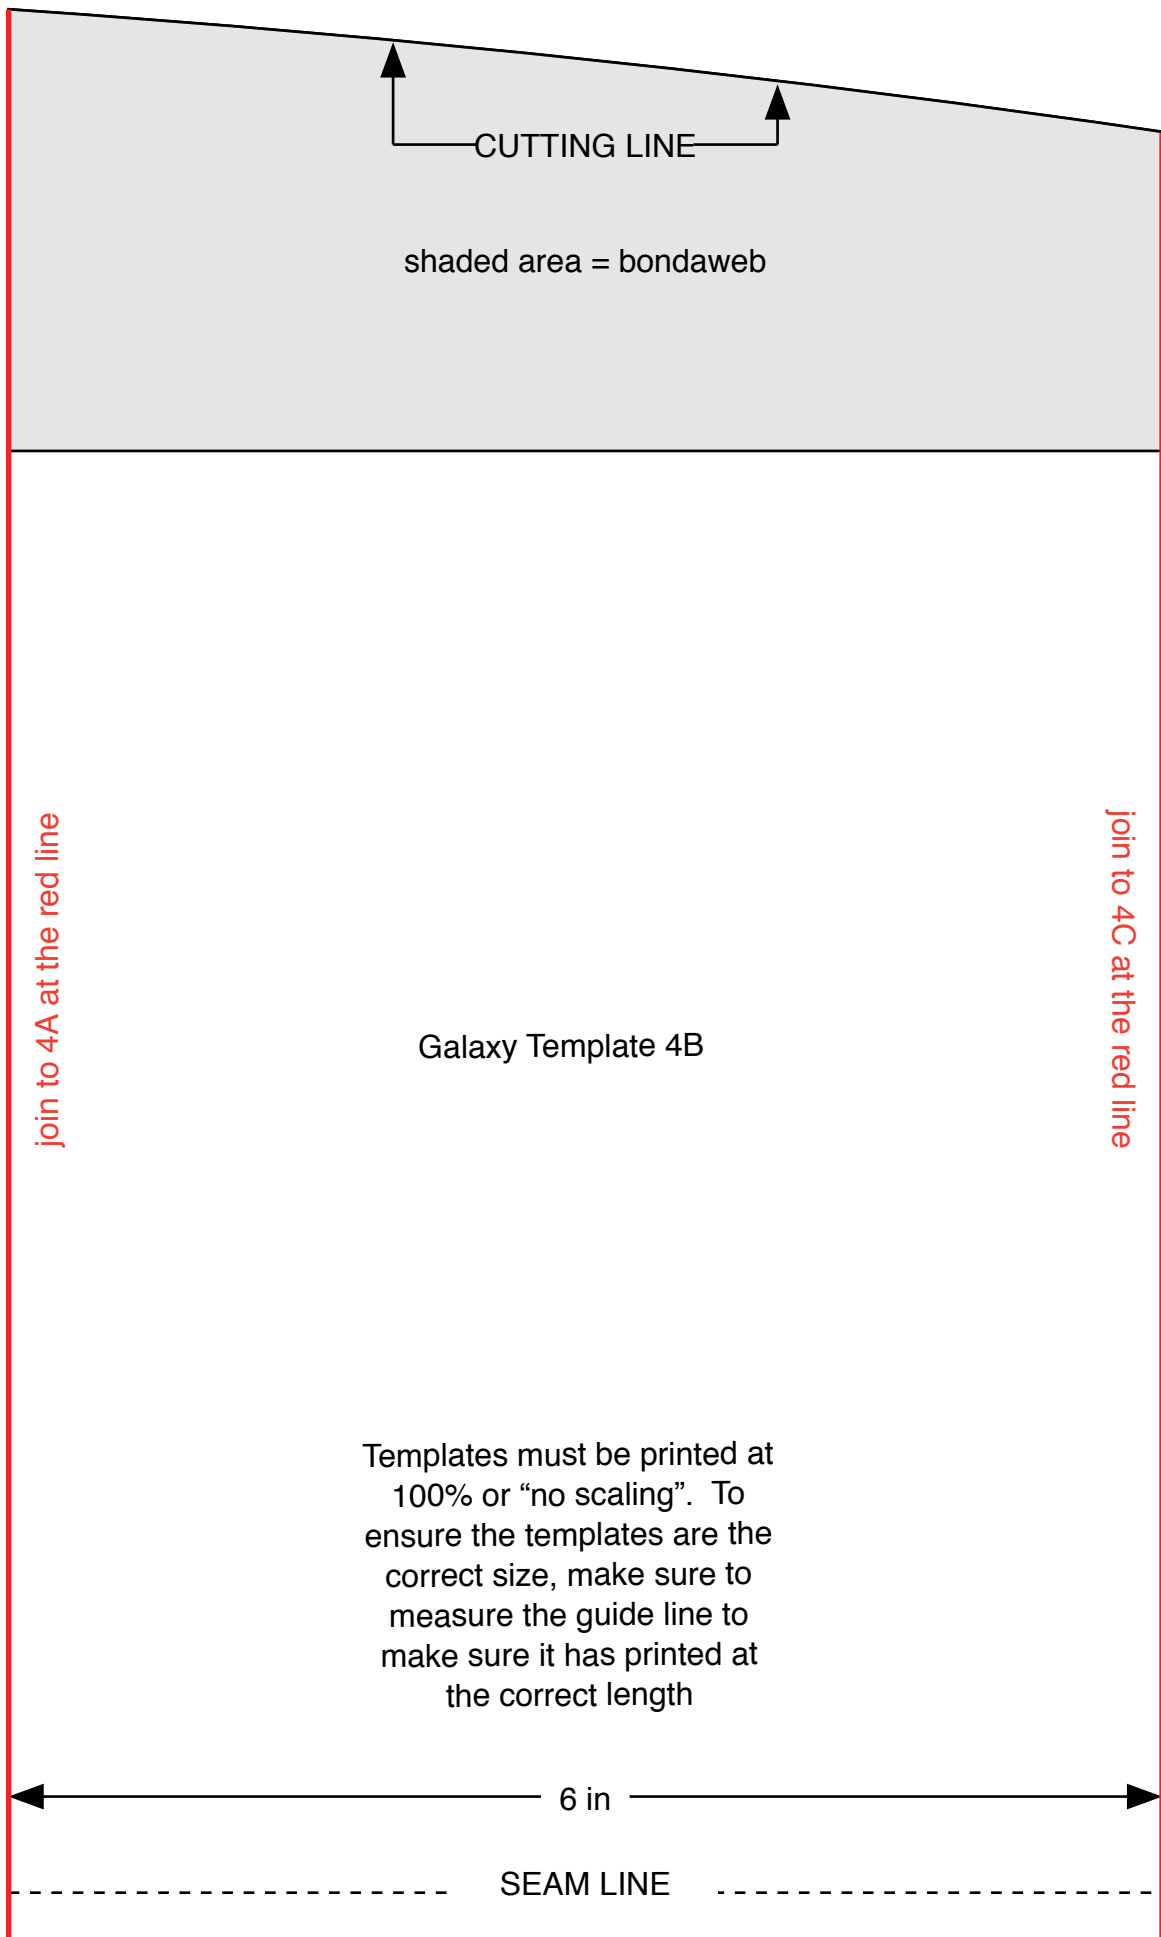 CUTTING LINE
shaded area = bondaweb
join to 4A at the red line
join to 4C at the red line
Galaxy Template 4B
Templates must be printed at
100% or “no scaling”.  To
ensure the templates are the
correct size, make sure to
measure the guide line to
make sure it has printed at
the correct length
6 in
SEAM LINE